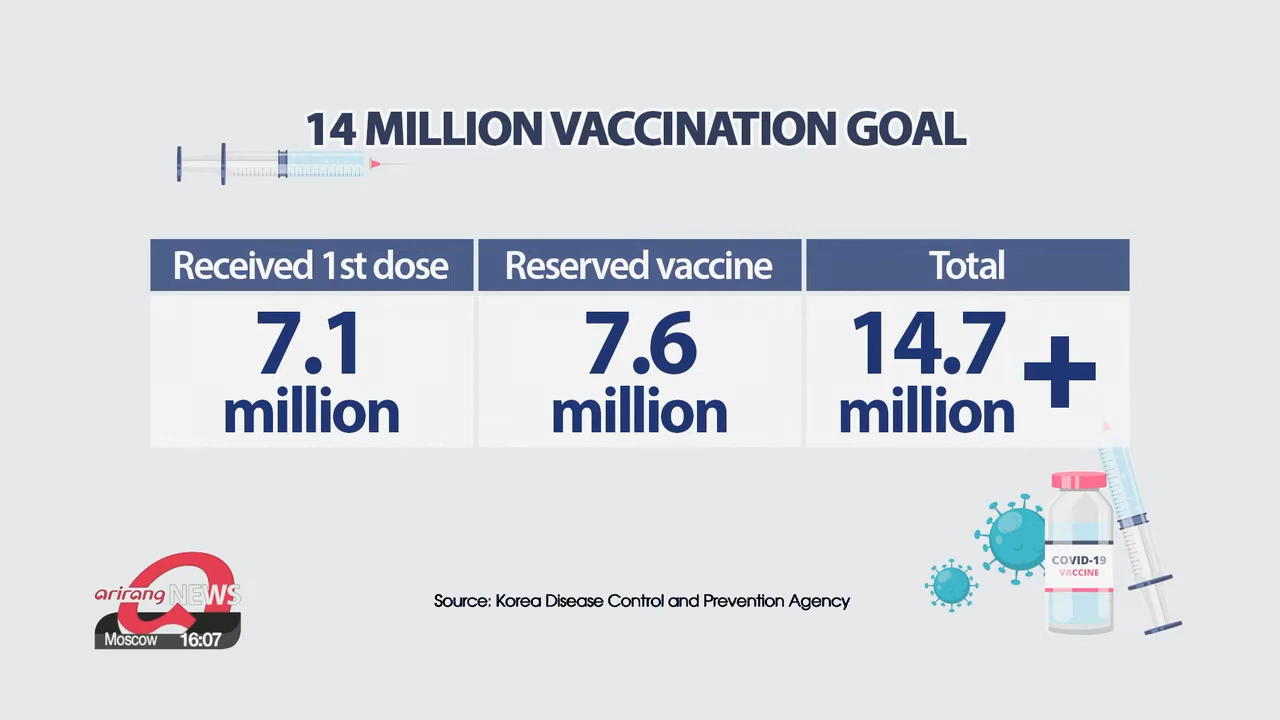 14 MILLION VACCINATION GOAL
Received 1st dose
Reserved vaccine
Total
7.1
million
7.6
million
14.7
million
+
COVID-19
VACCINE
arirang NEWS
Moscow 16:07
Source: Korea Disease Control and Prevention Agency